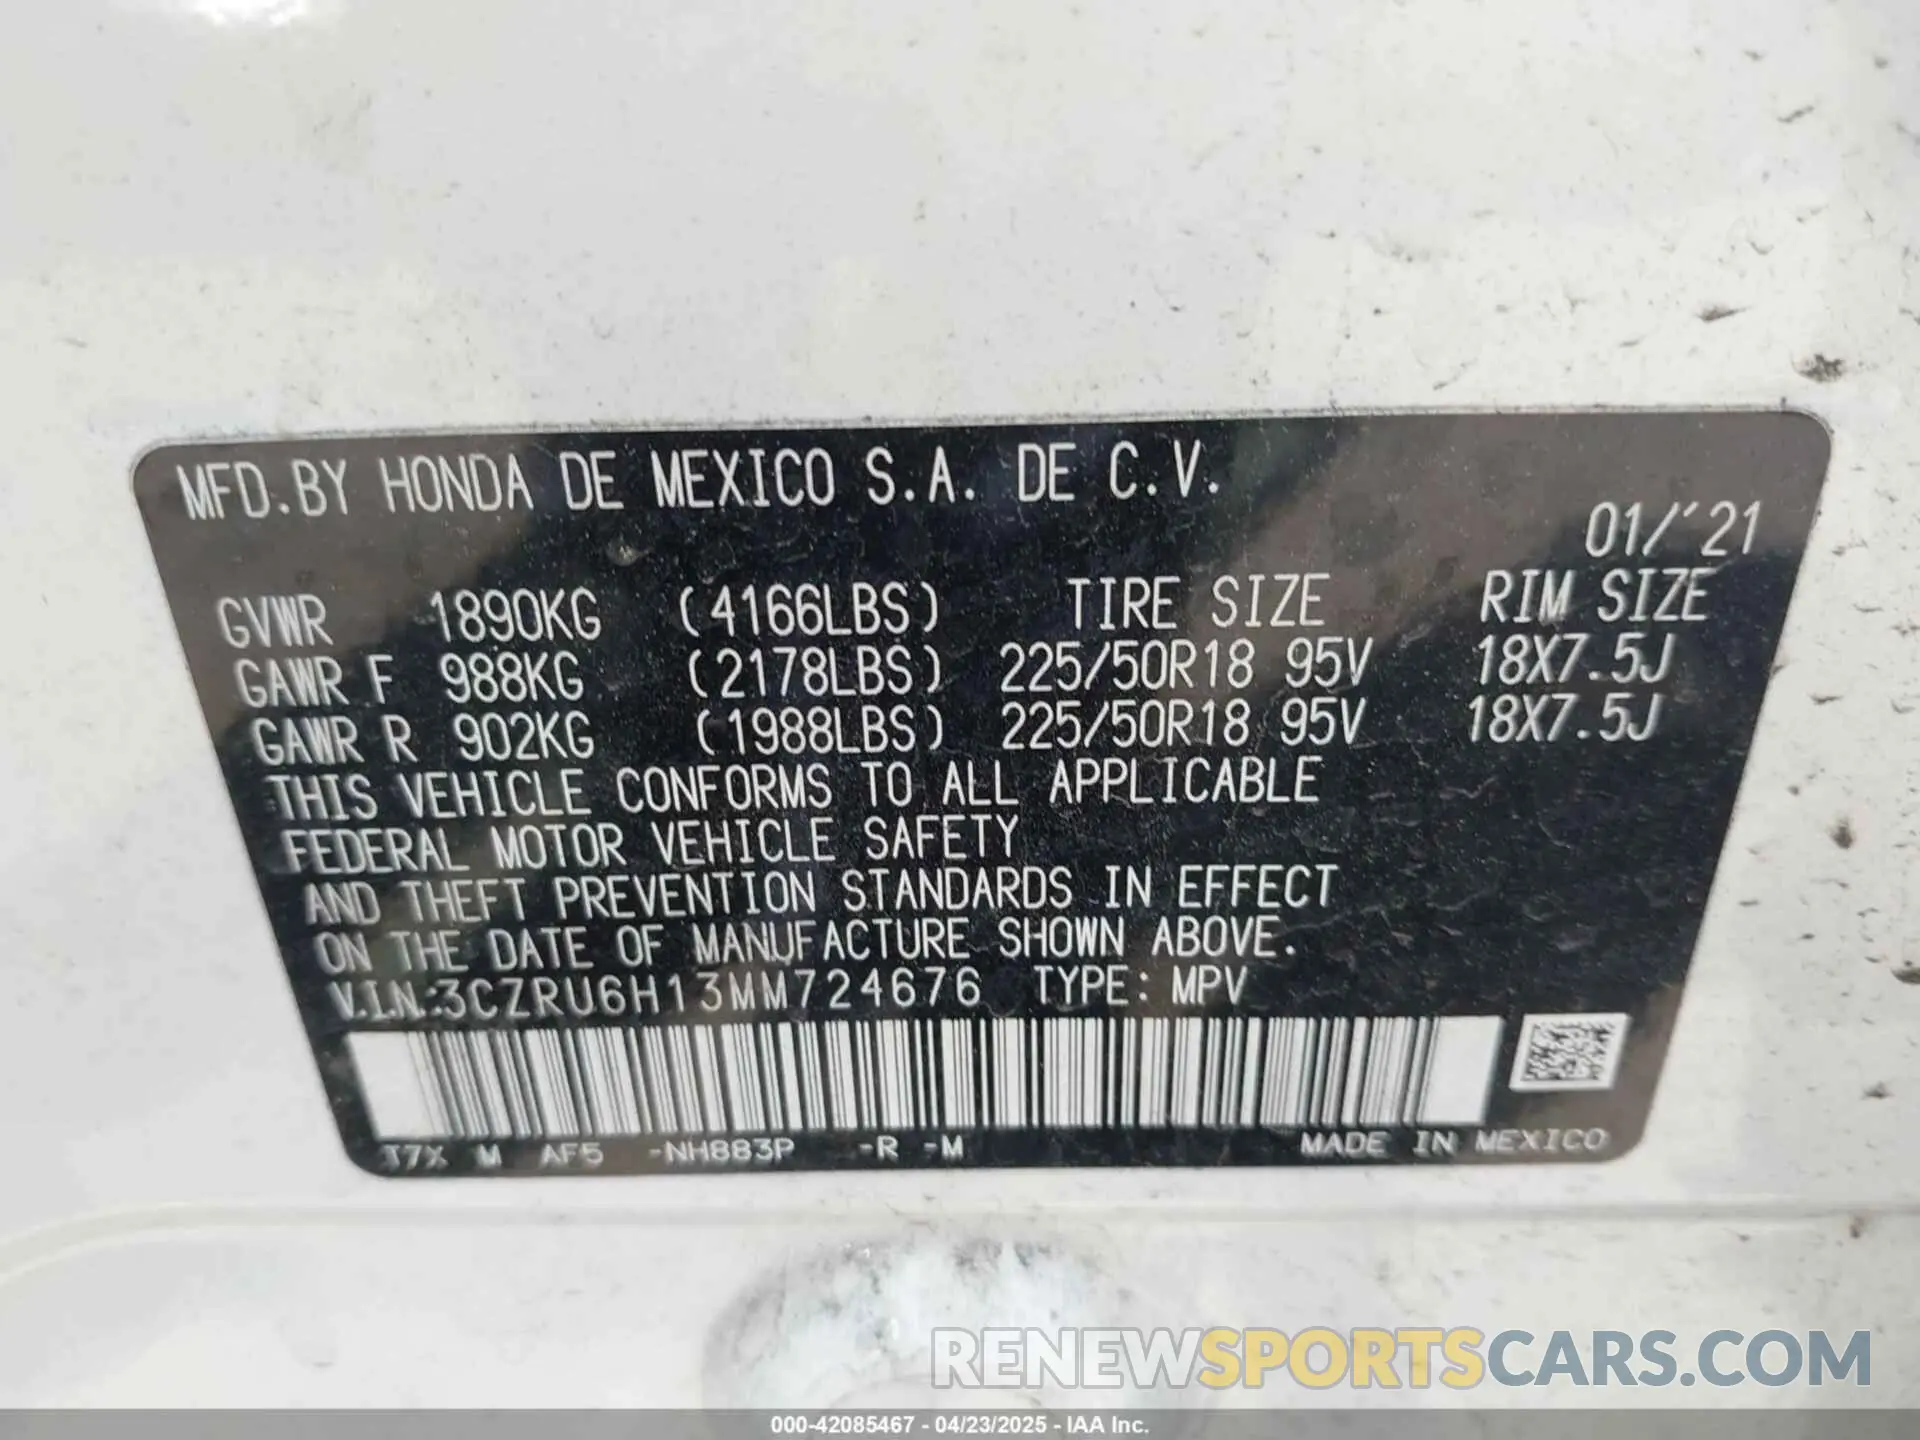 MFD.BY HONDA DE MEXICO S.A. DE C.V.
01/'21
GVWR 1890KG (4166LBS) TIRE SIZE RIM SIZE
GAWR F 988KG (2178LBS) 225/50R18 95V 18X7.5J
GAWR R 902KG (1988LBS) 225/50R18 95V 18X7.5J
THIS VEHICLE CONFORMS TO ALL APPLICABLE
FEDERAL MOTOR VEHICLE SAFETY
AND THEFT PREVENTION STANDARDS IN EFFECT
ON THE DATE OF MANUFACTURE SHOWN ABOVE.
V.I.N.:3CZRU6H13MM724676 TYPE: MPV
T7X M AF5 -NH883P -R -M MADE IN MEXICO
RENEWSPORTSCARS.COM
000-42085467 - 04/23/2025 - IAA Inc.